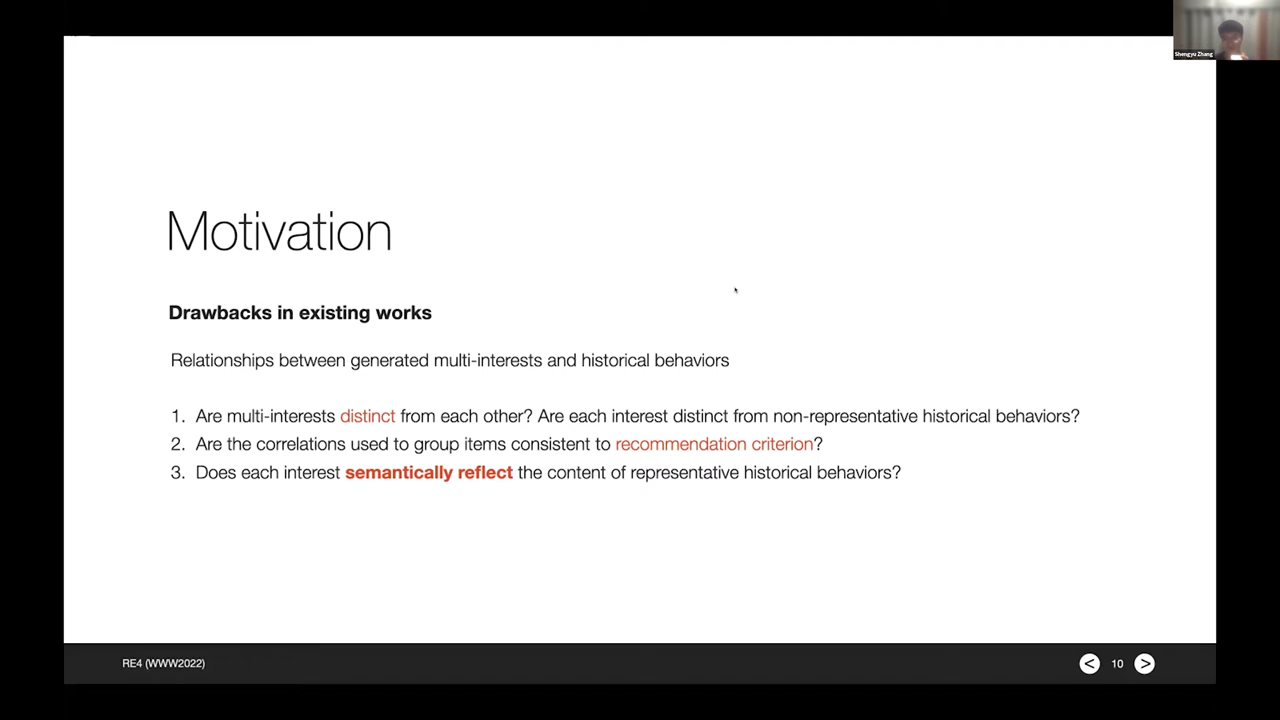 Shengyu Zhang
Motivation
Drawbacks in existing works
Relationships between generated multi-interests and historical behaviors
1. Are multi-interests distinct from each other? Are each interest distinct from non-representative historical behaviors?
2. Are the correlations used to group items consistent to recommendation criterion?
3. Does each interest semantically reflect the content of representative historical behaviors?
RE4 (WWW2022)
< 10 >